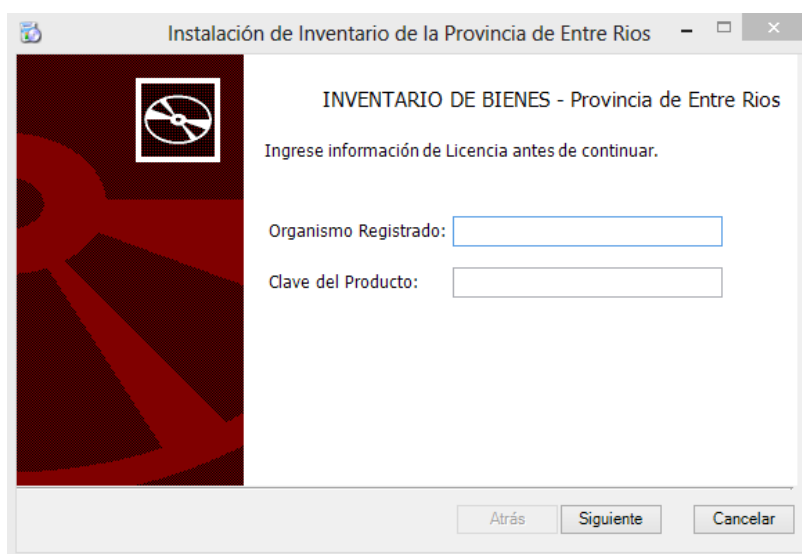 Instalación de Inventario de la Provincia de Entre Rios
INVENTARIO DE BIENES - Provincia de Entre Rios
Ingrese información de Licencia antes de continuar.
Organismo Registrado:
Clave del Producto:
Atrás Siguiente Cancelar